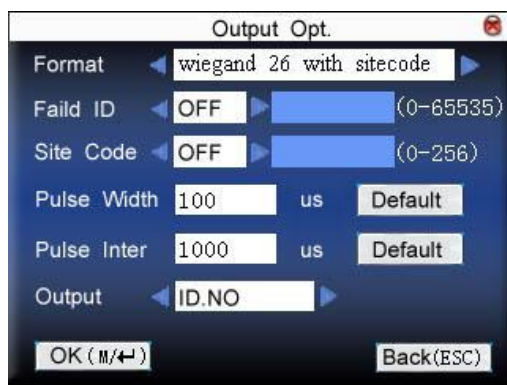 Output Opt.
Format wiegand 26 with sitecode
Faild ID OFF (0-65535)
Site Code OFF (0-256)
Pulse Width 100 us Default
Pulse Inter 1000 us Default
Output ID.NO
OK(M/↵) Back(ESC)